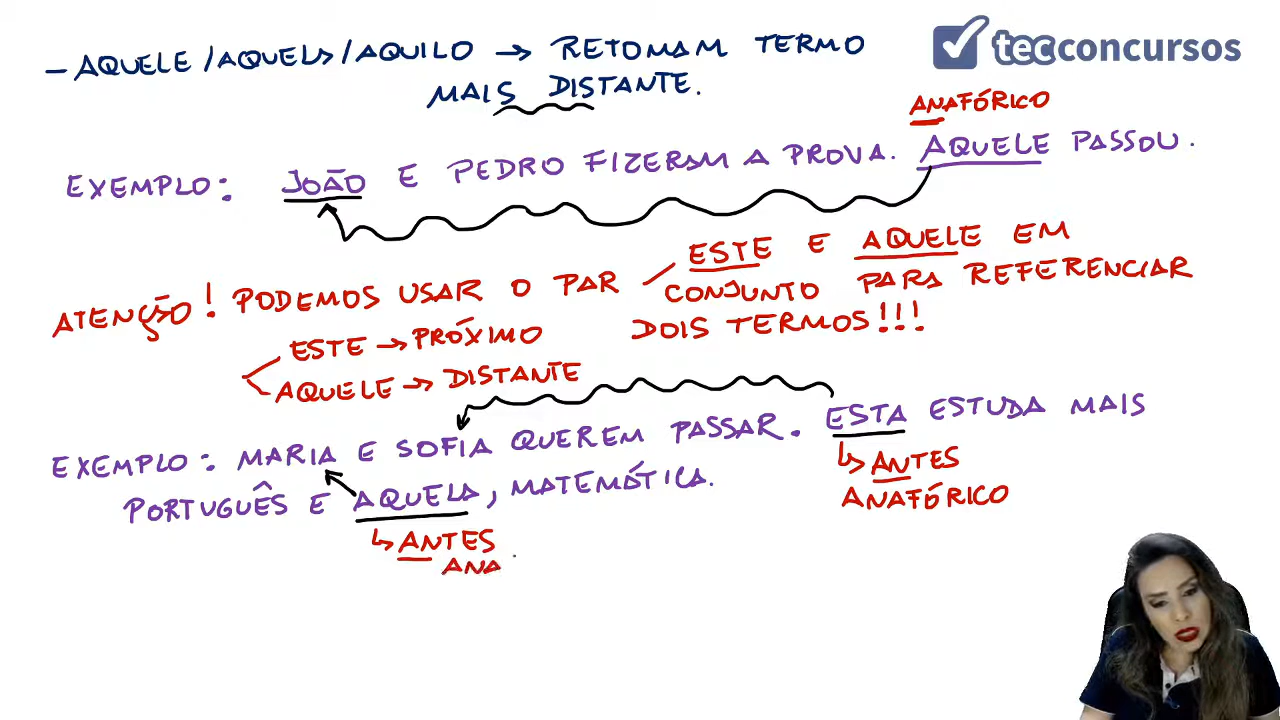 - AQUELE / AQUELA / AQUILO → RETOMAM TERMO
MAIS DISTANTE.
tecconcursos
ANAFÓRICO
EXEMPLO: JOÃO E PEDRO FIZERAM A PROVA. AQUELE PASSOU.
ATENÇÃO! PODEMOS USAR O PAR ESTE E AQUELE EM
CONJUNTO PARA REFERENCIAR
DOIS TERMOS!!!
ESTE → PRÓXIMO
AQUELE → DISTANTE
EXEMPLO: MARIA E SOFIA QUEREM PASSAR. ESTA ESTUDA MAIS
PORTUGUÊS E AQUELA, MATEMÁTICA.
↳ ANTES
ANAFÓRICO
↳ ANTES
ANA